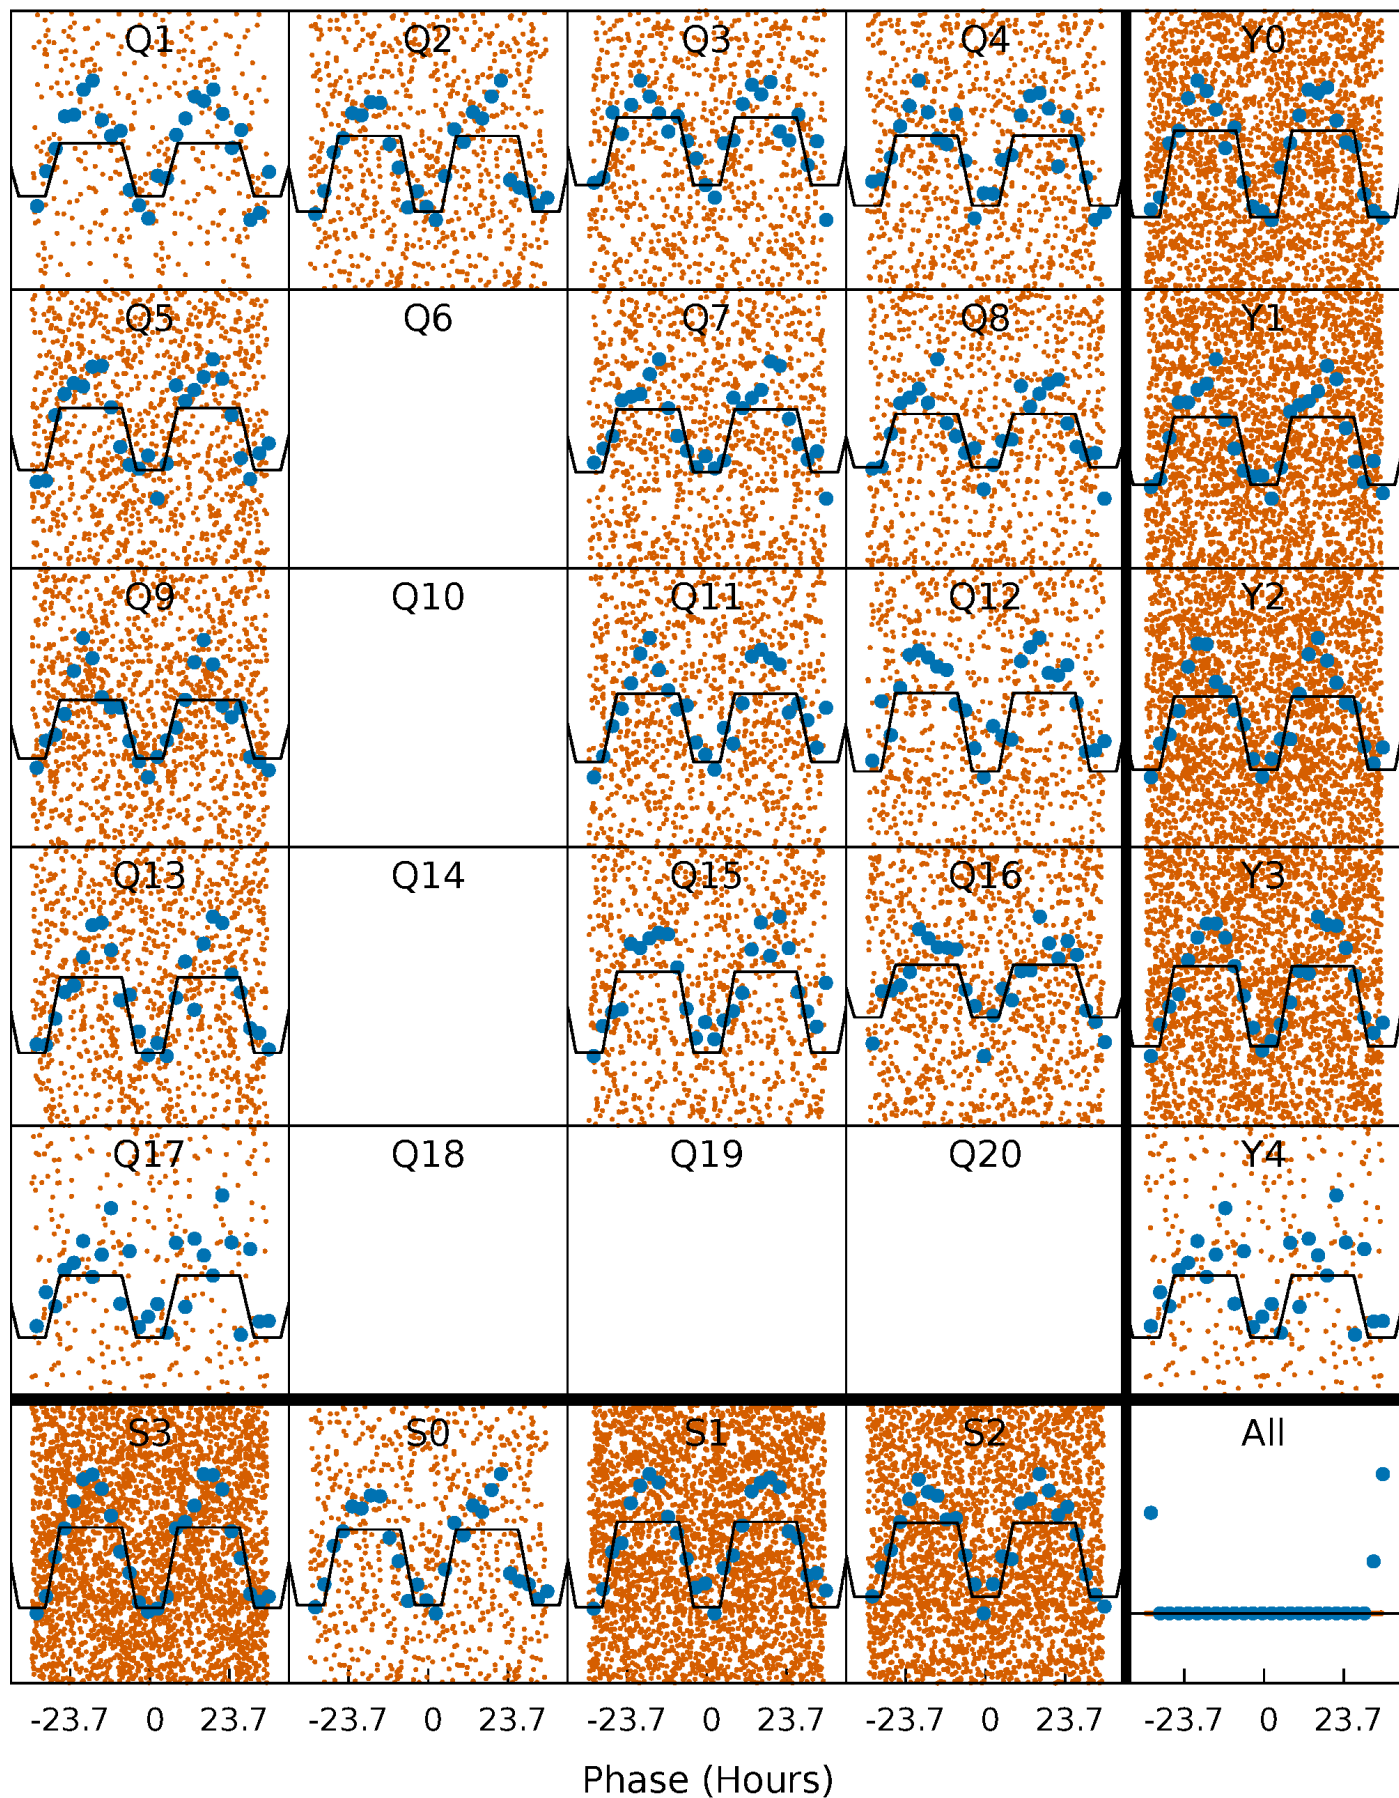 Q1 Q2 Q3 Q4 Y0
Q5 Q6 Q7 Q8 Y1
Q9 Q10 Q11 Q12 Y2
Q13 Q14 Q15 Q16 Y3
Q17 Q18 Q19 Q20 Y4
S3 S0 S1 S2 All
-23.7 0 23.7 -23.7 0 23.7 -23.7 0 23.7 -23.7 0 23.7 -23.7 0 23.7
Phase (Hours)